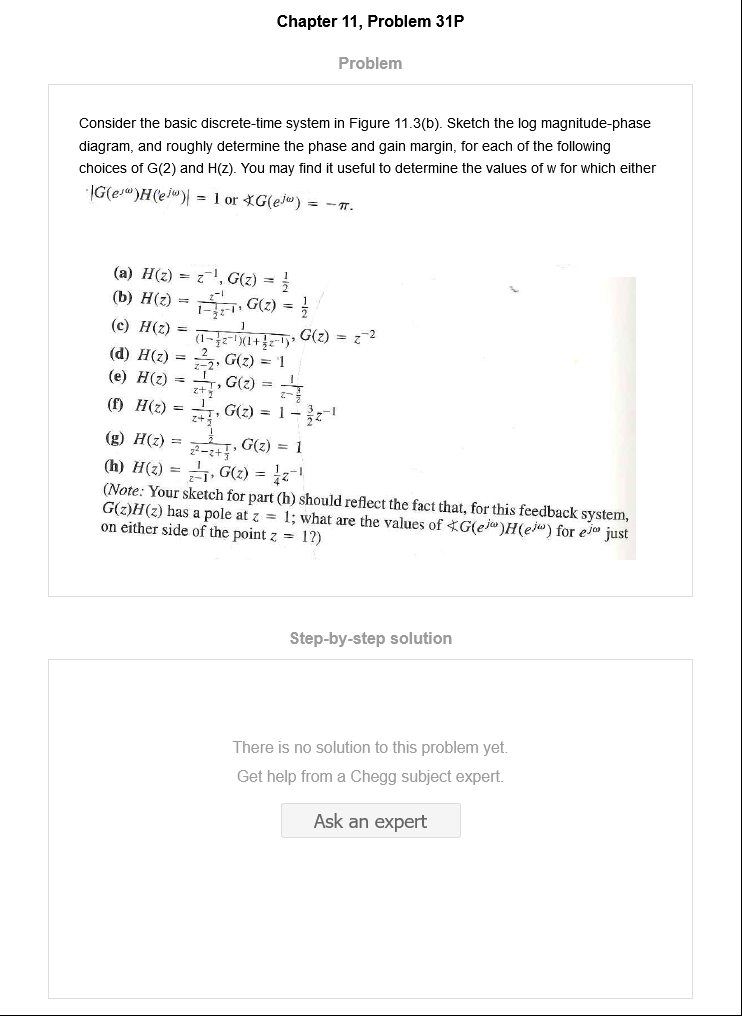 Chapter 11, Problem 31P
Problem
Consider the basic discrete-time system in Figure 11.3(b). Sketch the log magnitude-phase
diagram, and roughly determine the phase and gain margin, for each of the following
choices of G(2) and H(z). You may find it useful to determine the values of w for which either
|G(e^{jω})H(e^{jω})| = 1 or ∢G(e^{jω}) = −π.
(a) H(z) = z^{−1}, G(z) = \frac{1}{2}
(b) H(z) = \frac{z^{−1}}{1−\frac{1}{2}z^{−1}}, G(z) = \frac{1}{2}
(c) H(z) = \frac{1}{(1−\frac{1}{2}z^{−1})(1+\frac{1}{2}z^{−1})}, G(z) = z^{−2}
(d) H(z) = \frac{2}{z−2}, G(z) = 1
(e) H(z) = \frac{1}{z+\frac{1}{2}}, G(z) = \frac{1}{z−\frac{3}{2}}
(f) H(z) = \frac{1}{z+\frac{1}{2}}, G(z) = 1 − \frac{3}{2}z^{−1}
(g) H(z) = \frac{\frac{1}{2}}{z^2−z+\frac{1}{3}}, G(z) = 1
(h) H(z) = \frac{1}{z−1}, G(z) = \frac{1}{4}z^{−1}
(Note: Your sketch for part (h) should reflect the fact that, for this feedback system,
G(z)H(z) has a pole at z = 1; what are the values of ∢G(e^{jω})H(e^{jω}) for e^{jω} just
on either side of the point z = 1?)
Step-by-step solution
There is no solution to this problem yet.
Get help from a Chegg subject expert.
Ask an expert